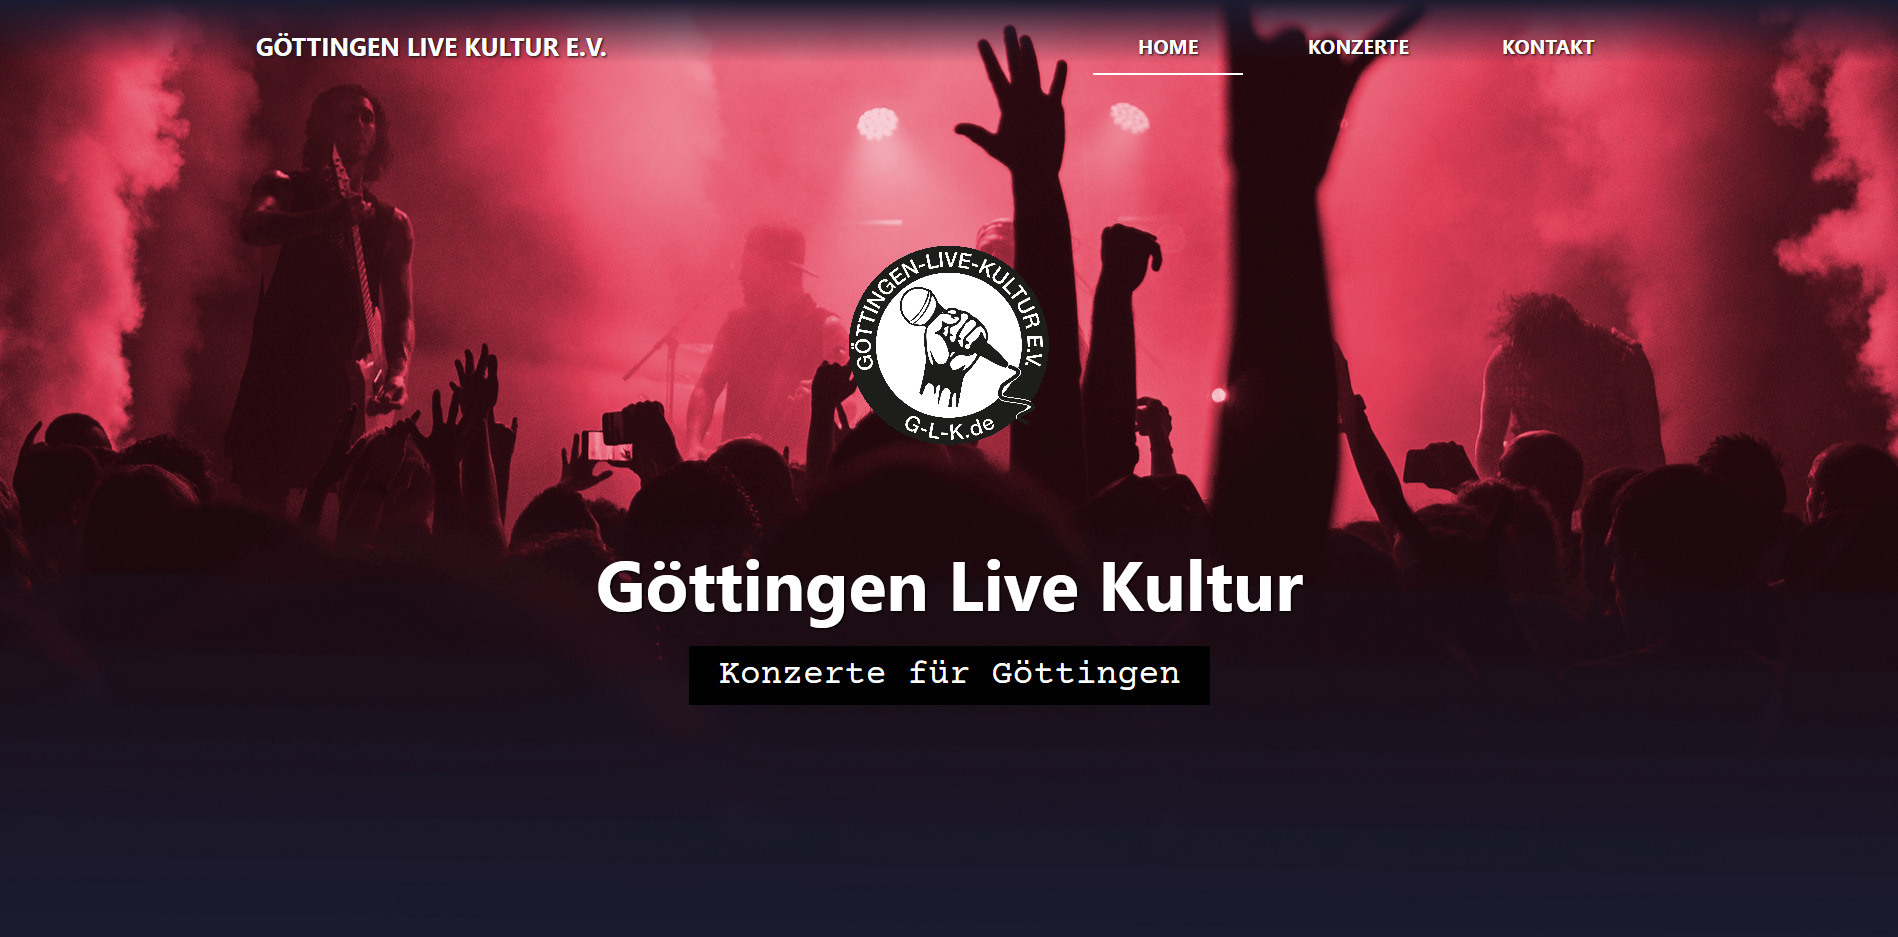 GÖTTINGEN LIVE KULTUR E.V.
HOME
KONZERTE
KONTAKT
GÖTTINGEN-LIVE-KULTUR E.V.
G-L-K.de
Göttingen Live Kultur
Konzerte für Göttingen